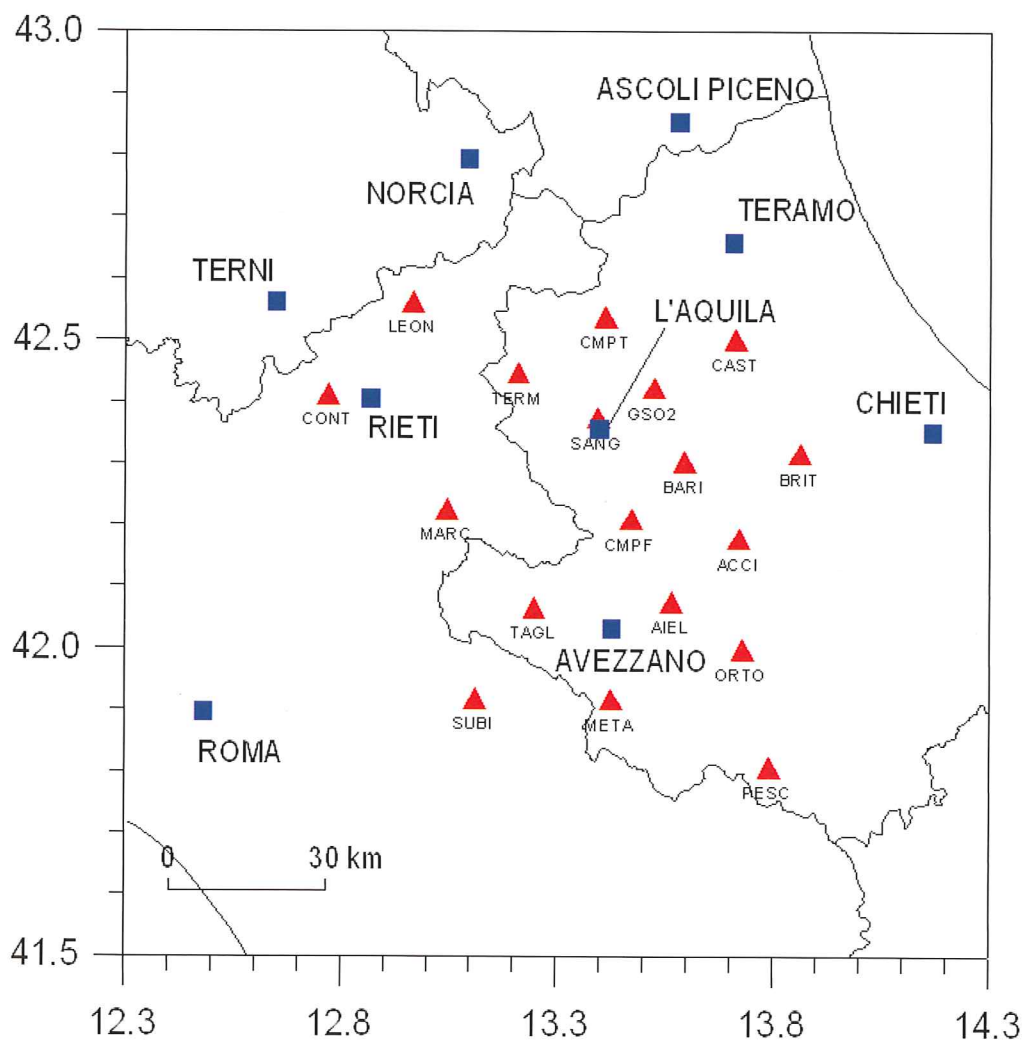 43.0
ASCOLI PICENO
NORCIA
TERAMO
TERNI
L'AQUILA
LEON
CMPT
42.5
CAST
TERM
CHIETI
CONT
RIETI
GSO2
SANG
BARI
BRIT
MARC
CMPF
ACCI
TAGL
AIEL
42.0
AVEZZANO
ORTO
SUBI
META
ROMA
PESC
0 30 km
41.5
12.3 12.8 13.3 13.8 14.3